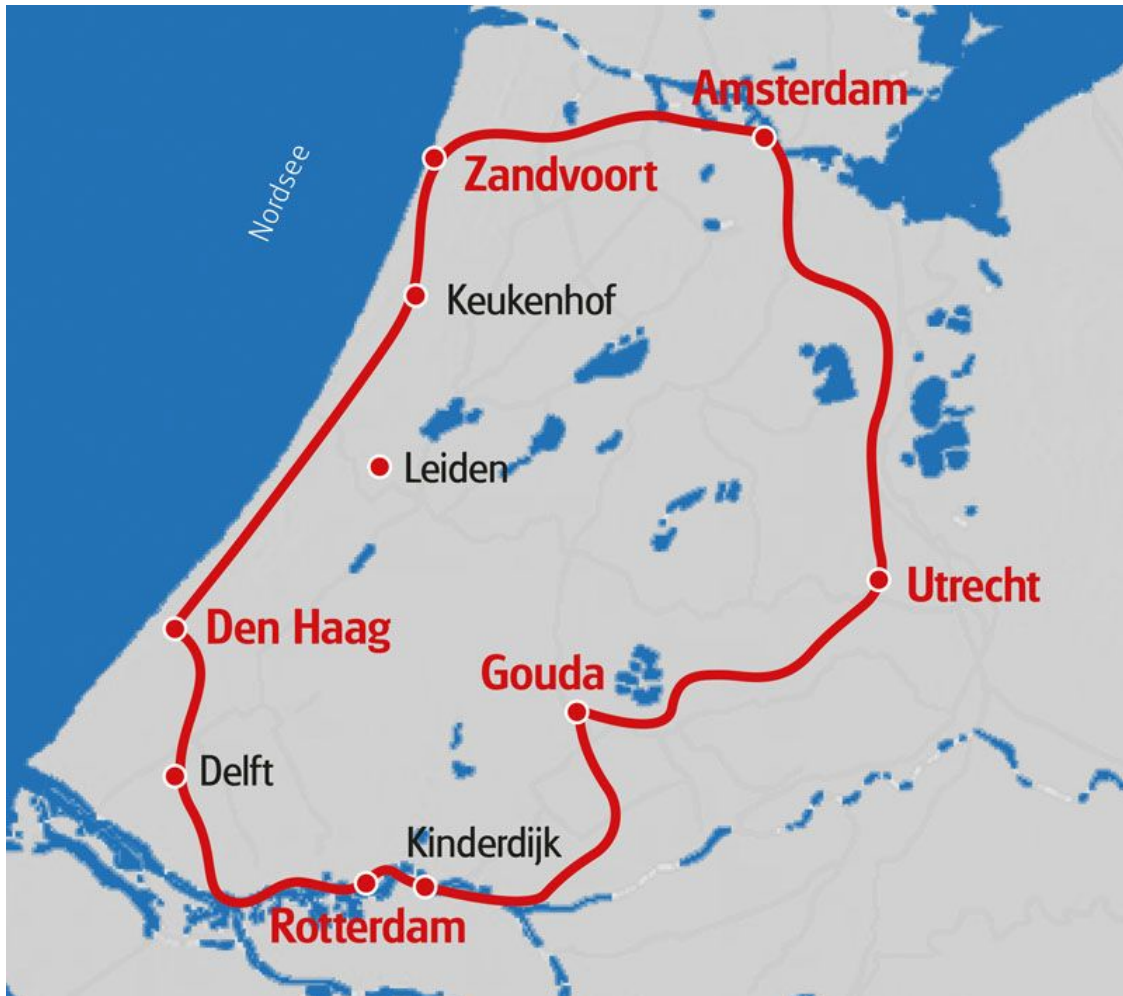 Amsterdam
Zandvoort
Nordsee
Keukenhof
Leiden
Utrecht
Den Haag
Gouda
Delft
Kinderdijk
Rotterdam